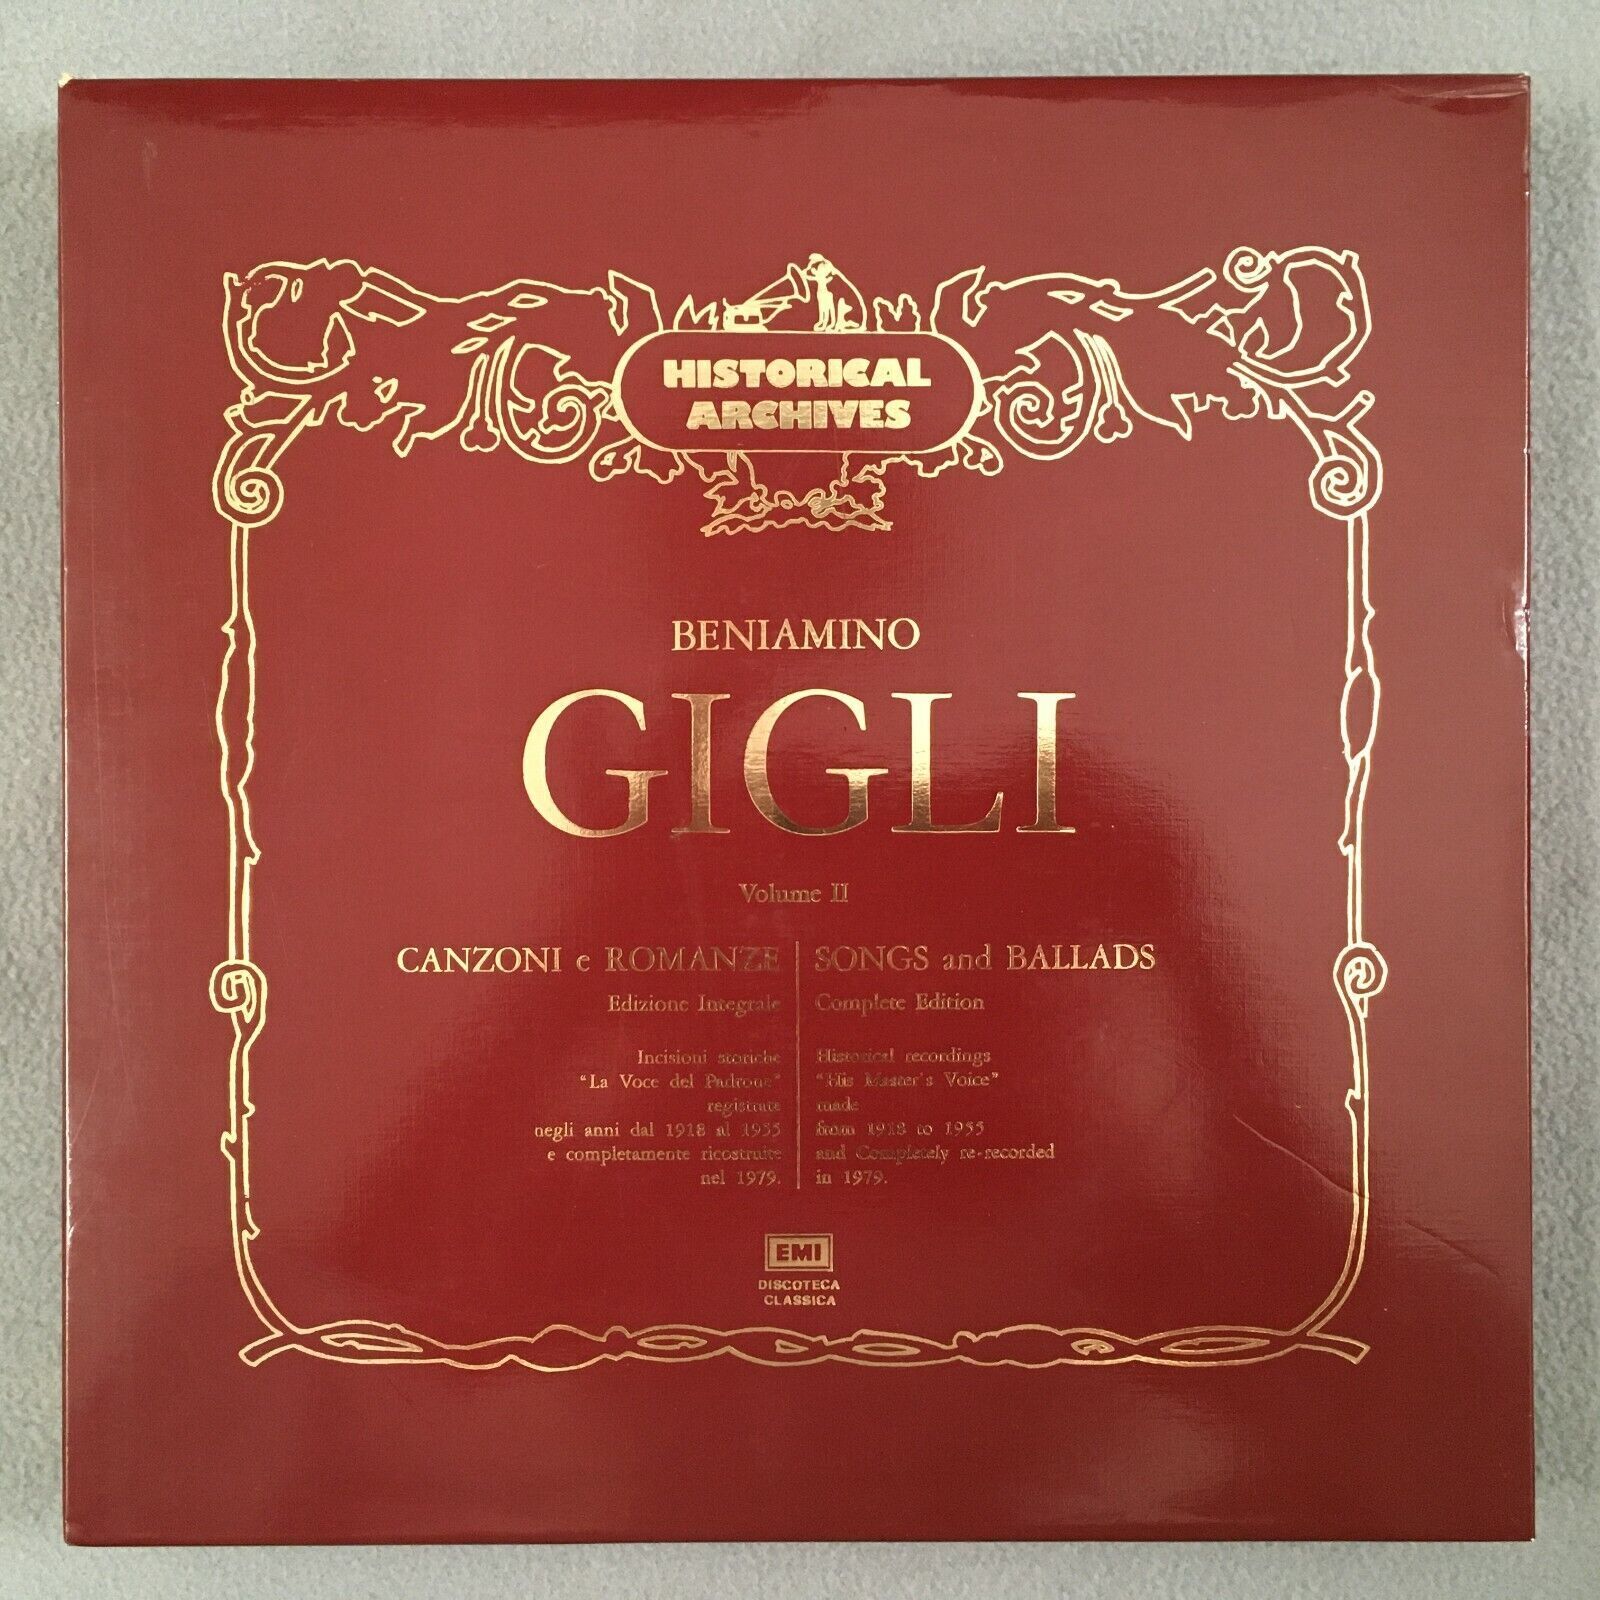 HISTORICAL
ARCHIVES
BENIAMINO
GIGLI
Volume II
CANZONI e ROMANZE
Edizione Integrale
Incisioni storiche
"La Voce del Padrone"
registrate
negli anni dal 1918 al 1955
e completamente ricostruite
nel 1979.
SONGS and BALLADS
Complete Edition
Historical recordings
"His Master's Voice"
made
from 1918 to 1955
and Completely re-recorded
in 1979.
EMI
DISCOTECA
CLASSICA